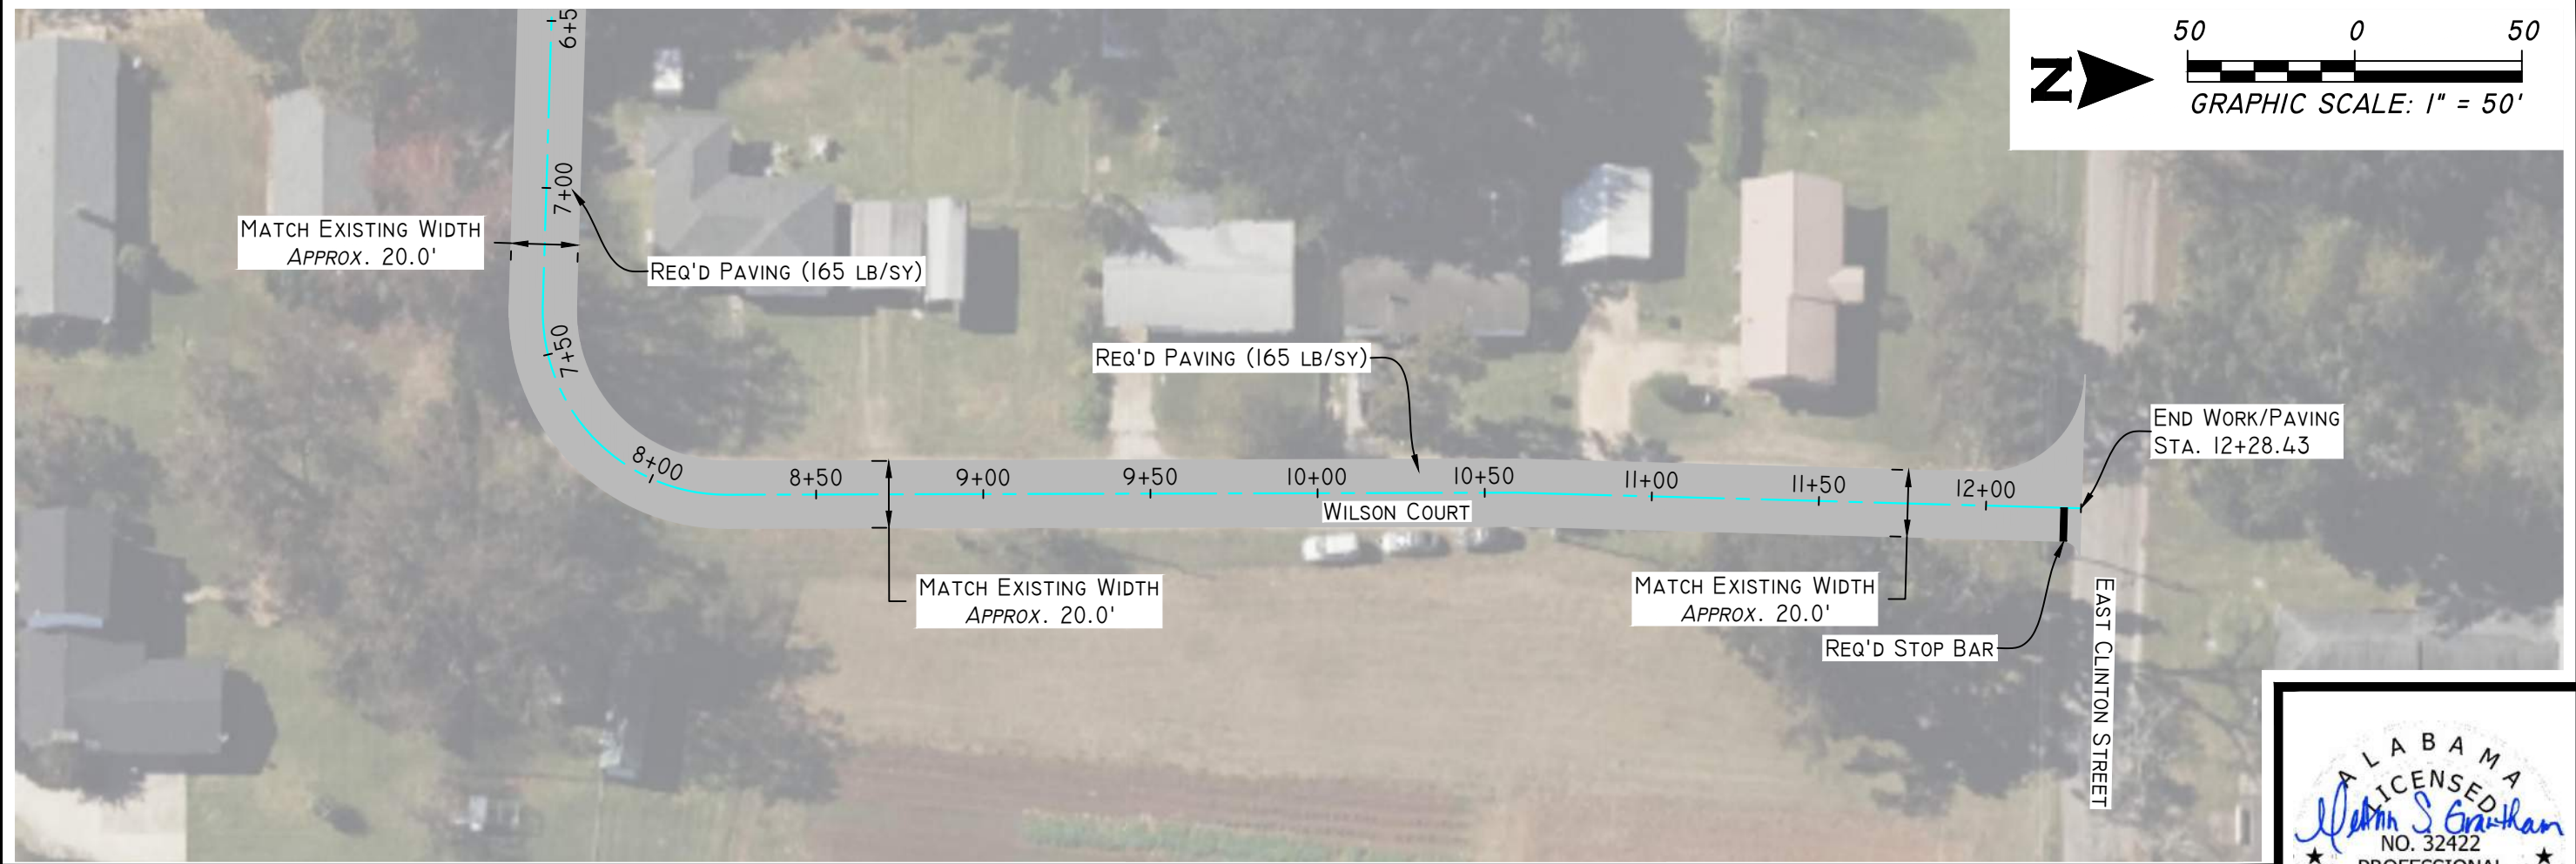 6+5
7+00
7+50
8+00
8+50
9+00
9+50
10+00
10+50
11+00
11+50
12+00
MATCH EXISTING WIDTH
APPROX. 20.0'
REQ'D PAVING (165 LB/SY)
REQ'D PAVING (165 LB/SY)
WILSON COURT
MATCH EXISTING WIDTH
APPROX. 20.0'
MATCH EXISTING WIDTH
APPROX. 20.0'
REQ'D STOP BAR
END WORK/PAVING
STA. 12+28.43
EAST CLINTON STREET
N
50 0 50
GRAPHIC SCALE: 1" = 50'
ALABAMA
LICENSED
NO. 32422
PROFESSIONAL